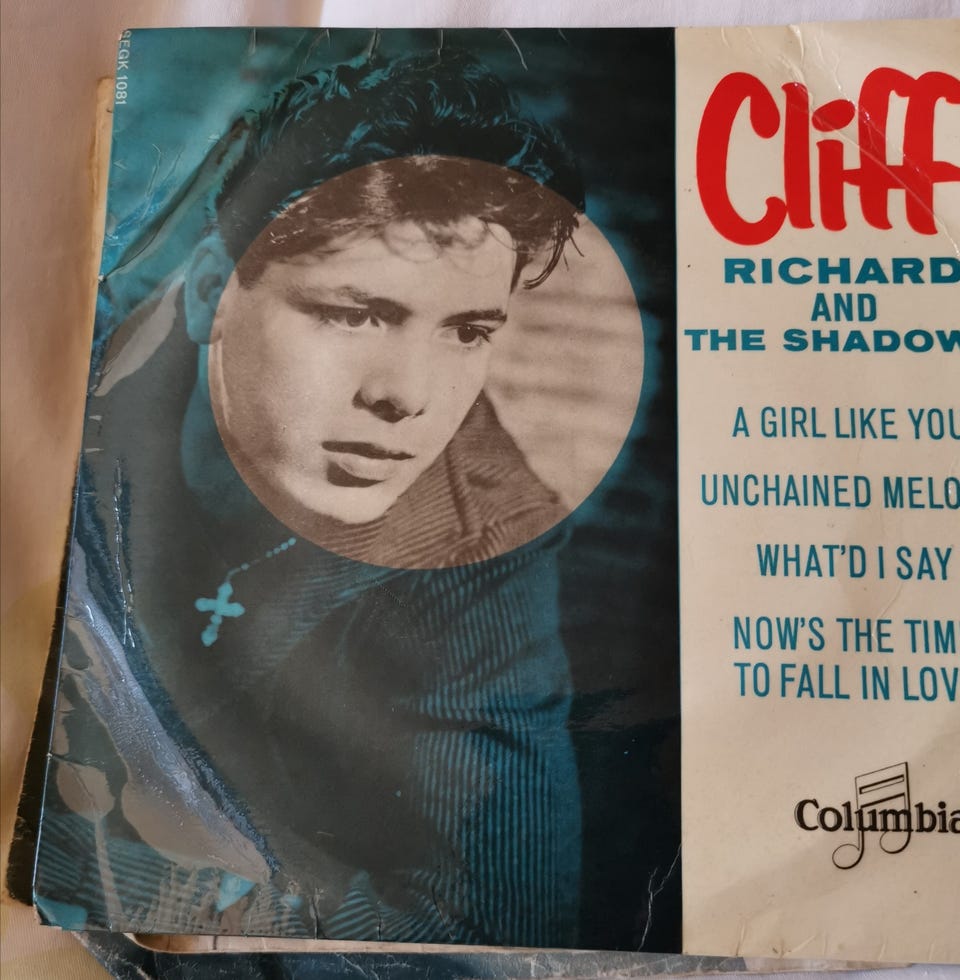 SEGK 1081
Cliff
RICHARD
AND
THE SHADOW
A GIRL LIKE YOU
UNCHAINED MELO
WHAT'D I SAY
NOW'S THE TIM
TO FALL IN LOV
Columbia